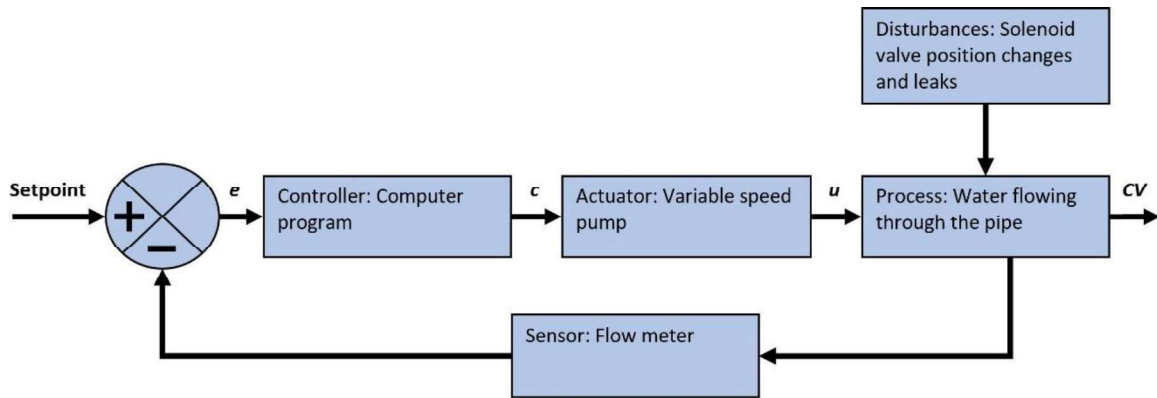 Disturbances: Solenoid
valve position changes
and leaks
Setpoint
+
−
e
Controller: Computer
program
c
Actuator: Variable speed
pump
u
Process: Water flowing
through the pipe
CV
Sensor: Flow meter